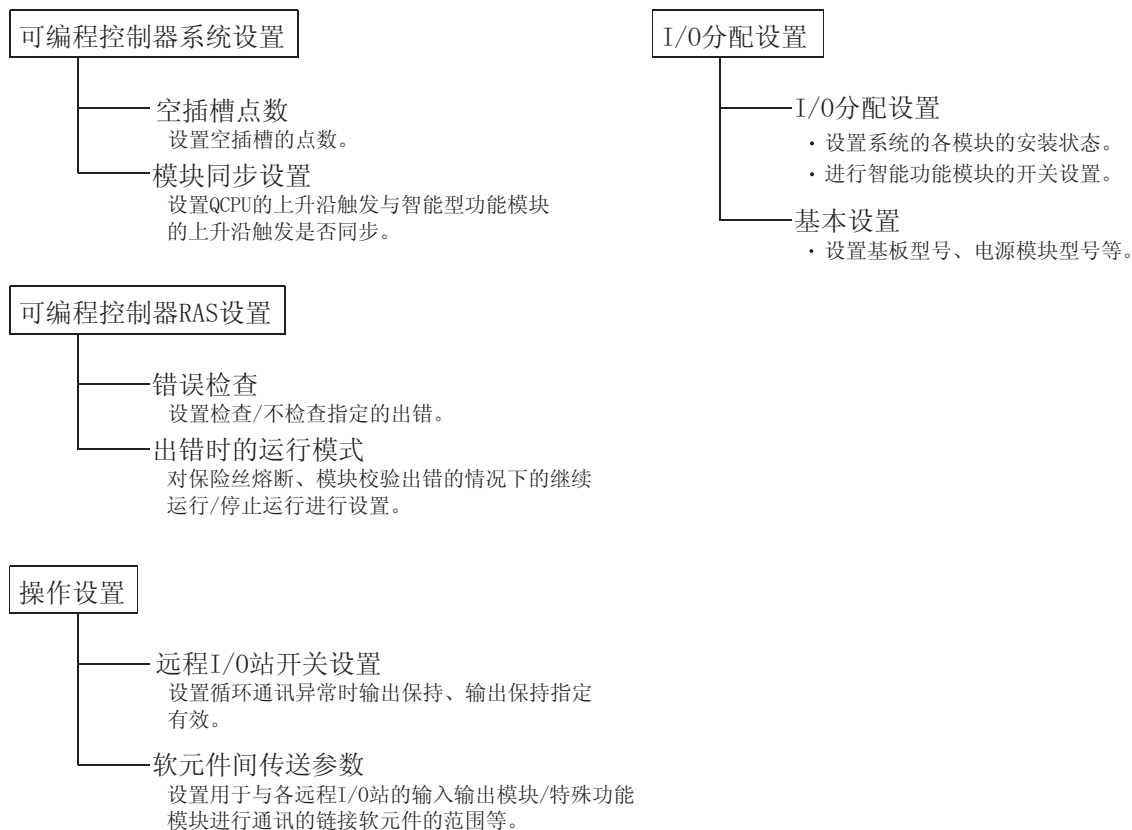 可编程控制器系统设置
空插槽点数
设置空插槽的点数。
模块同步设置
设置QCPU的上升沿触发与智能型功能模块
的上升沿触发是否同步。
可编程控制器RAS设置
错误检查
设置检查/不检查指定的出错。
出错时的运行模式
对保险丝熔断、模块校验出错的情况下的继续
运行/停止运行进行设置。
操作设置
远程I/O站开关设置
设置循环通讯异常时输出保持、输出保持指定
有效。
软元件间传送参数
设置用于与各远程I/O站的输入输出模块/特殊功能
模块进行通讯的链接软元件的范围等。
I/O分配设置
I/O分配设置
・设置系统的各模块的安装状态。
・进行智能功能模块的开关设置。
基本设置
・设置基板型号、电源模块型号等。